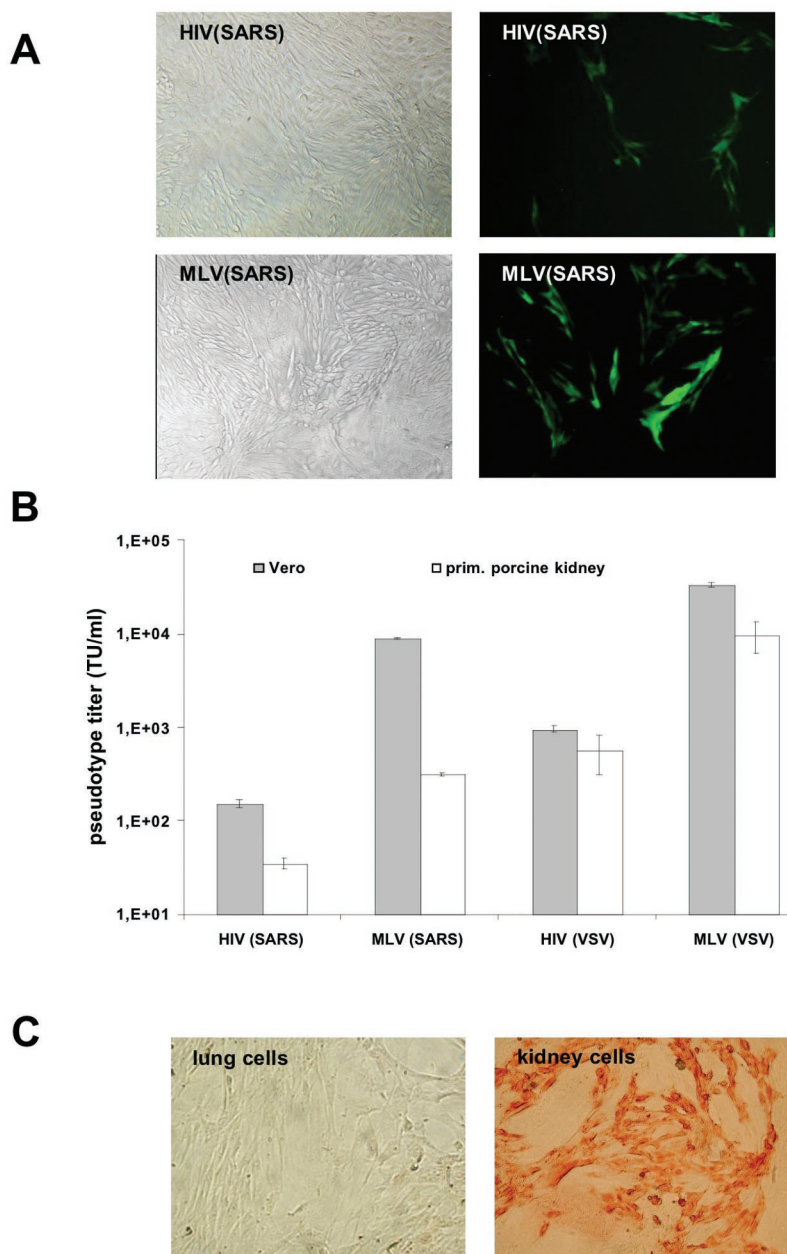 A
HIV(SARS)
HIV(SARS)
MLV(SARS)
MLV(SARS)
B
1,E+05
1,E+04
1,E+03
1,E+02
1,E+01
pseudotype titer (TU/ml)
Vero
prim. porcine kidney
HIV (SARS)
MLV (SARS)
HIV (VSV)
MLV (VSV)
C
lung cells
kidney cells